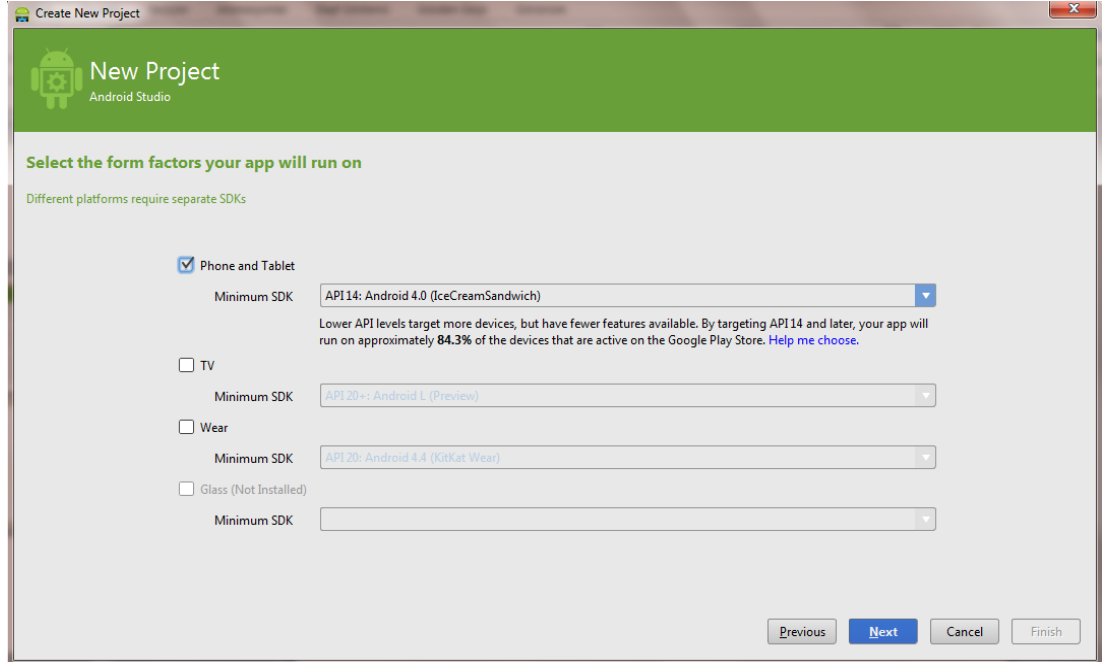 Create New Project
New Project
Android Studio
Select the form factors your app will run on
Different platforms require separate SDKs
Phone and Tablet
Minimum SDK API 14: Android 4.0 (IceCreamSandwich)
Lower API levels target more devices, but have fewer features available. By targeting API 14 and later, your app will
run on approximately 84.3% of the devices that are active on the Google Play Store. Help me choose.
TV
Minimum SDK API 20+: Android L (Preview)
Wear
Minimum SDK API 20: Android 4.4 (KitKat Wear)
Glass (Not Installed)
Minimum SDK
Previous Next Cancel Finish